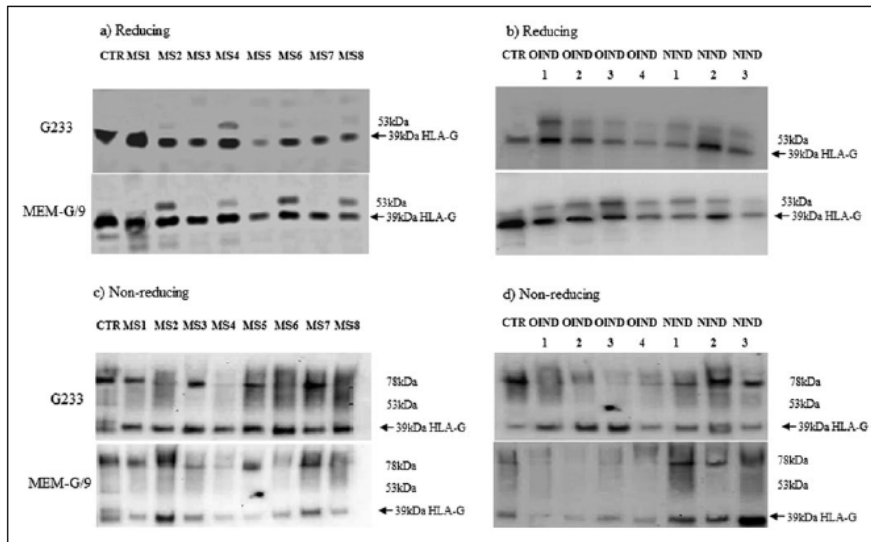 a) Reducing
CTR MS1 MS2 MS3 MS4 MS5 MS6 MS7 MS8
G233
53kDa
39kDa HLA-G
MEM-G/9
53kDa
39kDa HLA-G
b) Reducing
CTR OIND OIND OIND OIND NIND NIND NIND
1 2 3 4 1 2 3
53kDa
39kDa HLA-G
53kDa
39kDa HLA-G
c) Non-reducing
CTR MS1 MS2 MS3 MS4 MS5 MS6 MS7 MS8
G233
78kDa
53kDa
39kDa HLA-G
MEM-G/9
78kDa
53kDa
39kDa HLA-G
d) Non-reducing
CTR OIND OIND OIND OIND NIND NIND NIND
1 2 3 4 1 2 3
78kDa
53kDa
39kDa HLA-G
78kDa
53kDa
39kDa HLA-G